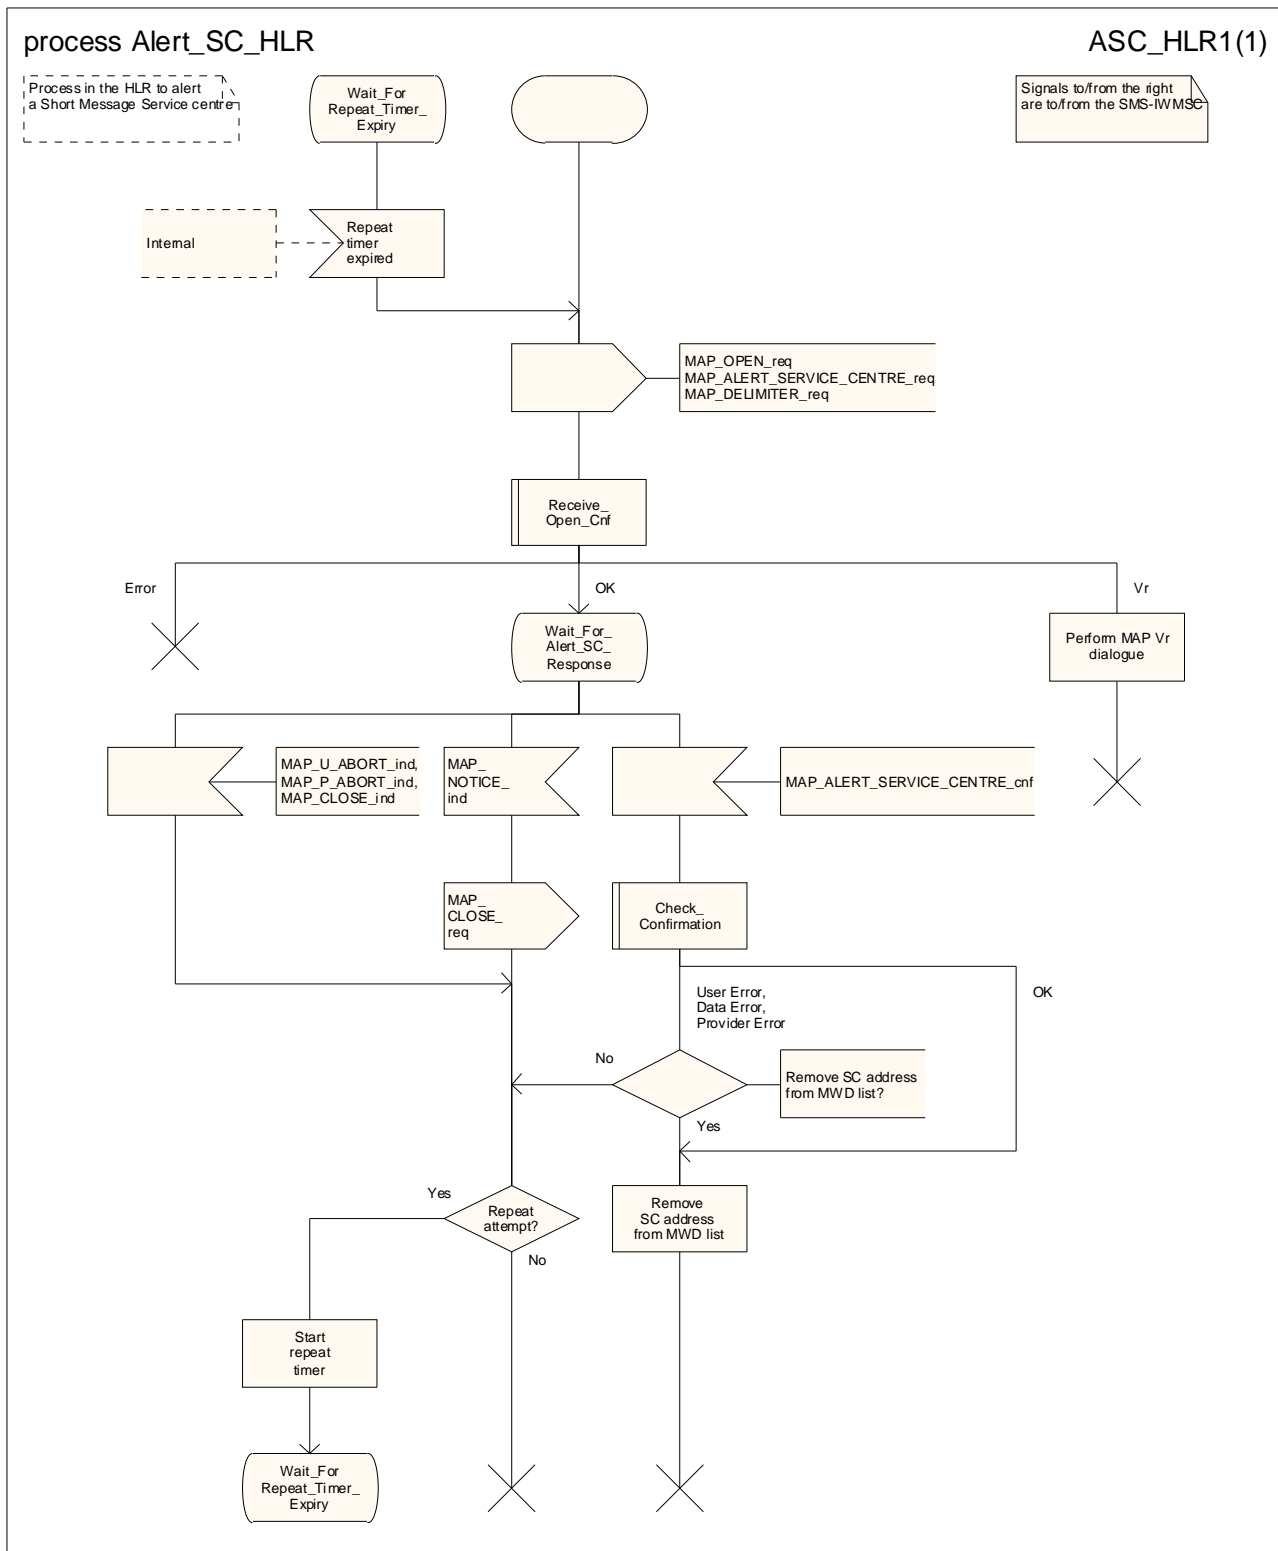 process Alert_SC_HLR
ASC_HLR1(1)
Process in the HLR to alert
a Short Message Service centre
Wait_For
Repeat_Timer_
Expiry
Signals to/from the right
are to/from the SMS-IWMSC
Internal
Repeat
timer
expired
MAP_OPEN_req
MAP_ALERT_SERVICE_CENTRE_req
MAP_DELIMITER_req
Receive_
Open_Cnf
Error
OK
Vr
Wait_For_
Alert_SC_
Response
Perform MAP Vr
dialogue
MAP_U_ABORT_ind,
MAP_P_ABORT_ind,
MAP_CLOSE_ind
MAP_
NOTICE_
ind
MAP_ALERT_SERVICE_CENTRE_cnf
MAP_
CLOSE_
req
Check_
Confirmation
User Error,
Data Error,
Provider Error
OK
No
Remove SC address
from MWD list?
Yes
Yes
Repeat
attempt?
No
Remove
SC address
from MWD list
Start
repeat
timer
Wait_For
Repeat_Timer_
Expiry